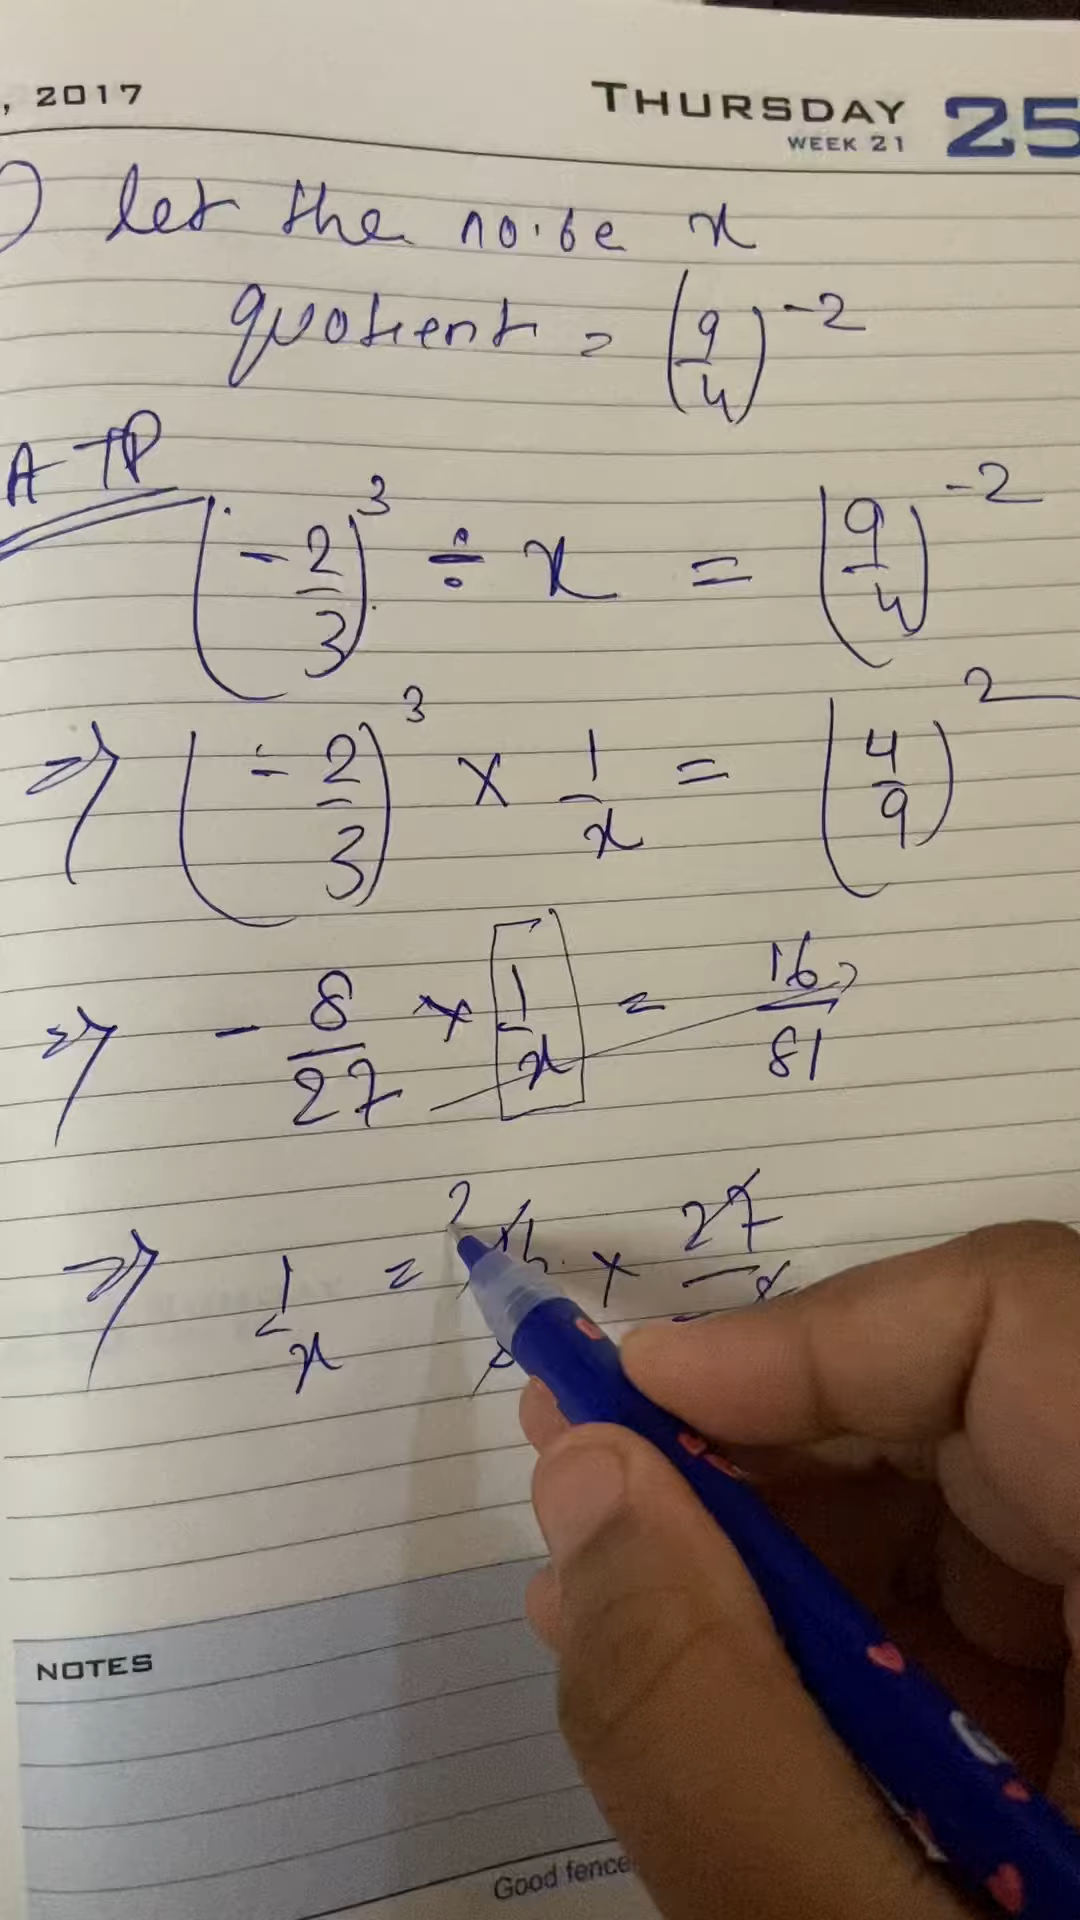 , 2017
THURSDAY 25
WEEK 21
) let the no. be x
quotient = (9/4)^-2
ATP
(-2/3)^3 ÷ x = (9/4)^-2
⇒ (-2/3)^3 × 1/x = (4/9)^2
⇒ -8/27 × 1/x = 16/81
⇒ 1/x = 2 16 × 27
NOTES
Good fence